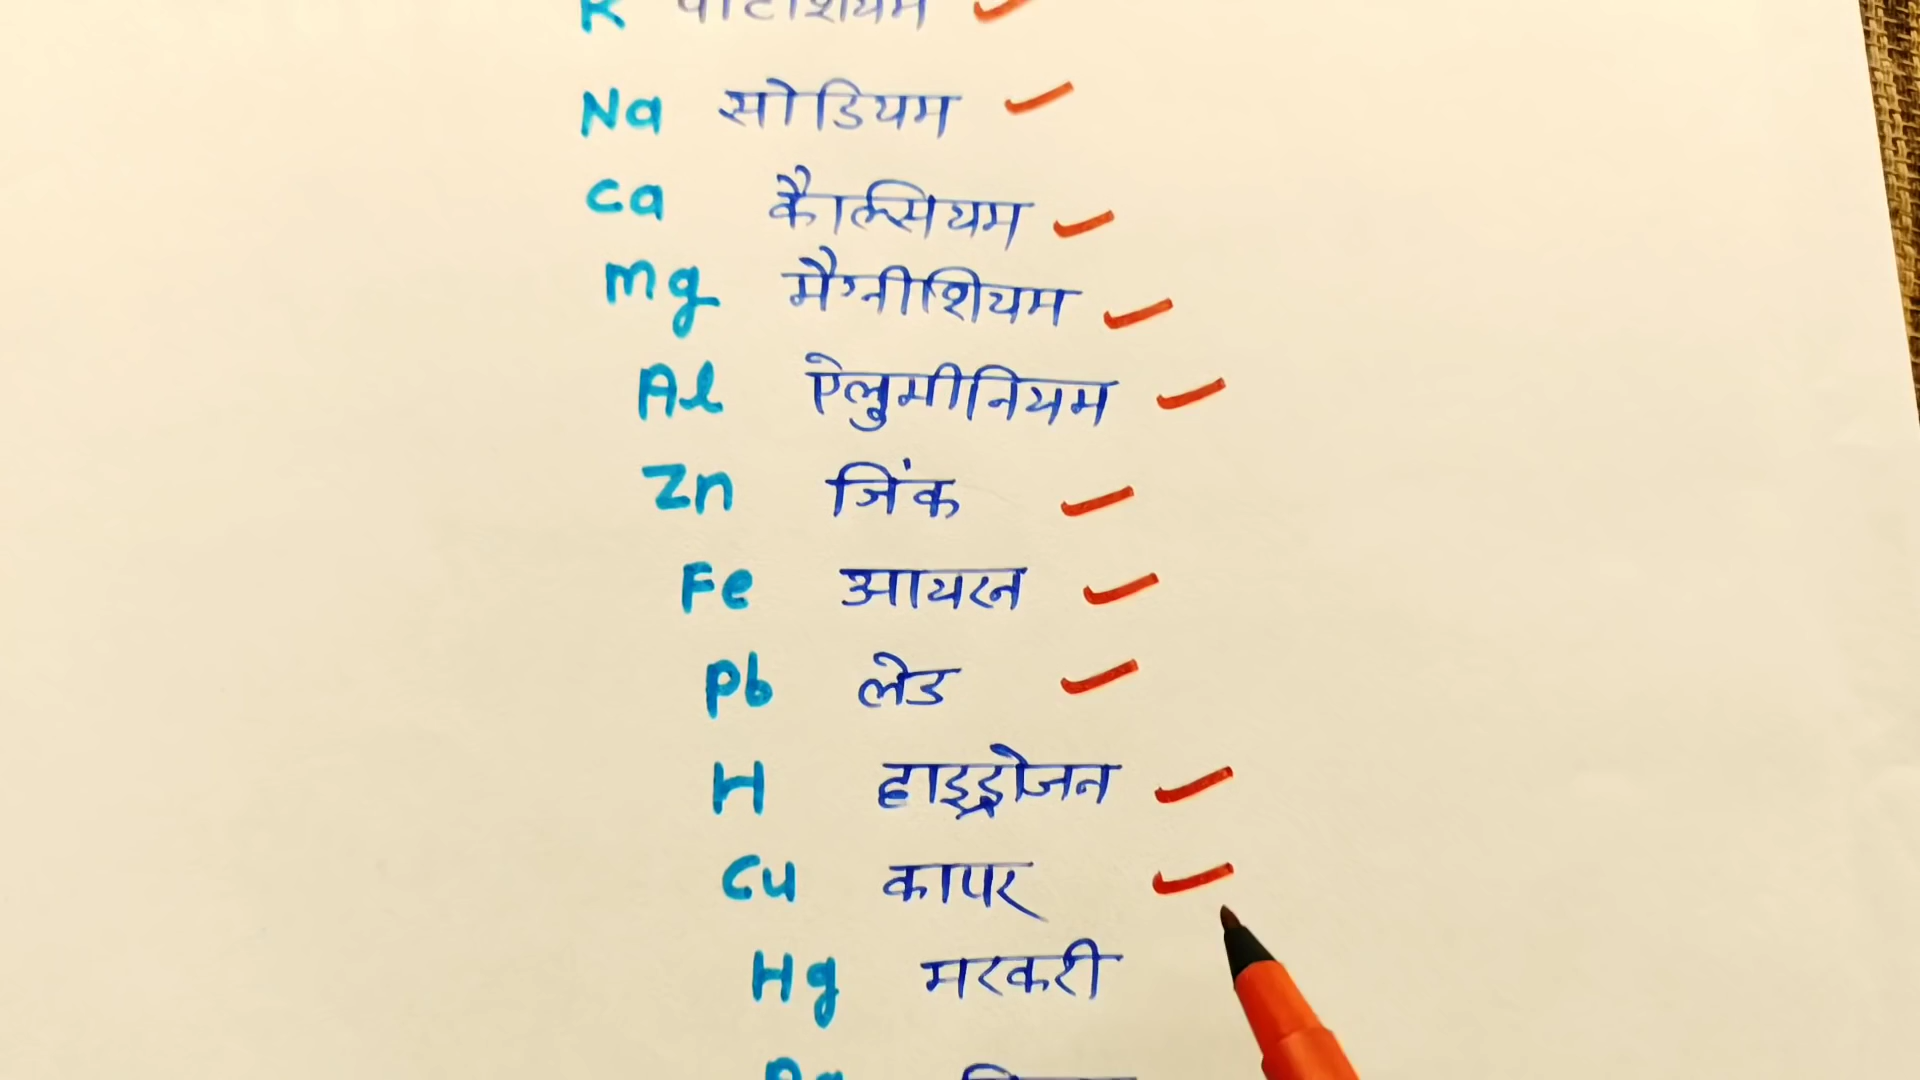 K पोटैशियम
Na सोडियम
Ca कैल्सियम
Mg मैग्नीशियम
Al ऐलुमीनियम
Zn जिंक
Fe आयरन
Pb लेड
H हाइड्रोजन
Cu कापर
Hg मरकरी